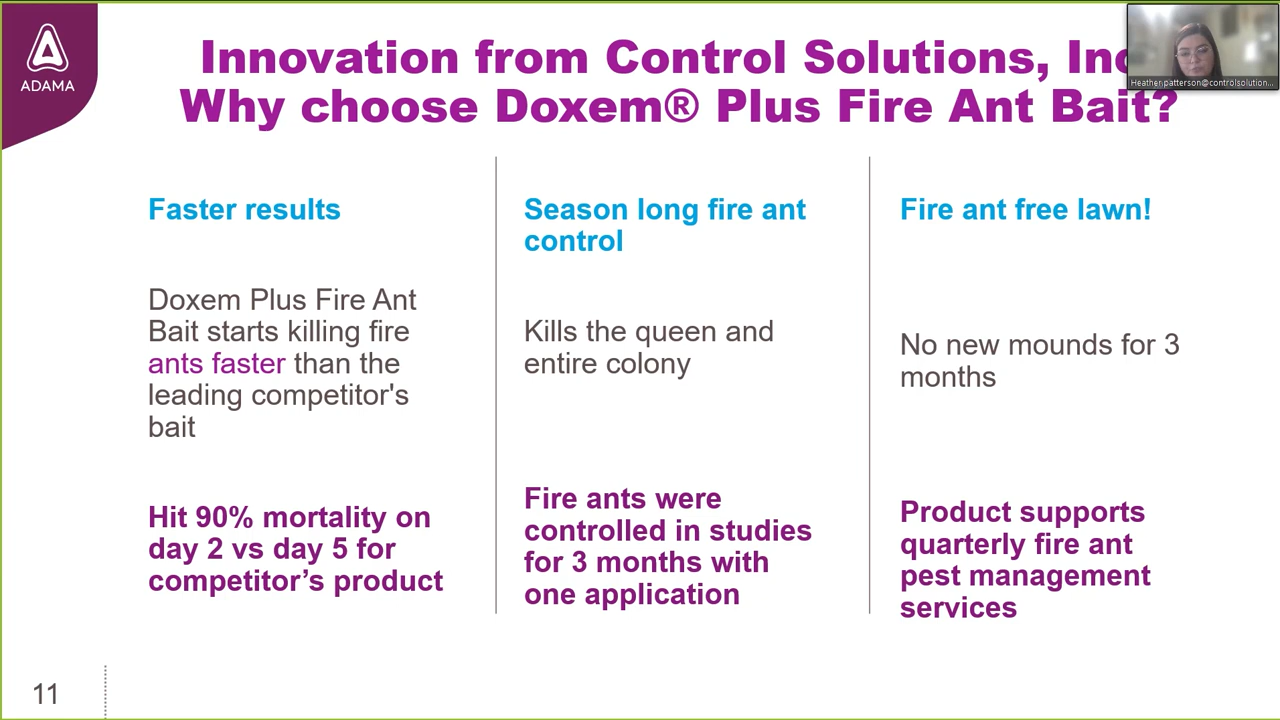 ADAMA
Innovation from Control Solutions, Inc
Why choose Doxem® Plus Fire Ant Bait?
Heather.patterson@controlsolution...
Faster results
Doxem Plus Fire Ant
Bait starts killing fire
ants faster than the
leading competitor's
bait
Hit 90% mortality on
day 2 vs day 5 for
competitor’s product
Season long fire ant
control
Kills the queen and
entire colony
Fire ants were
controlled in studies
for 3 months with
one application
Fire ant free lawn!
No new mounds for 3
months
Product supports
quarterly fire ant
pest management
services
11